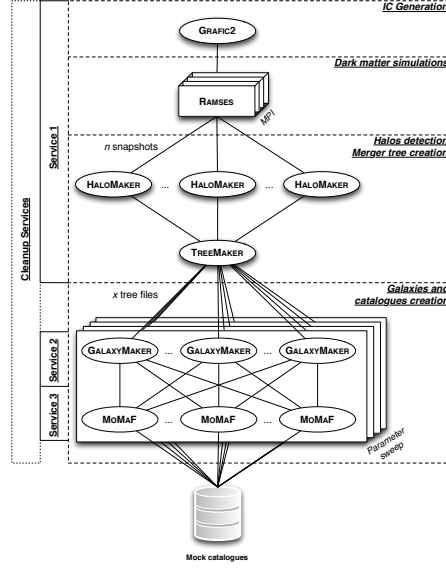 IC Generation
GRAFIC2
Dark matter simulations
RAMSES
MPI
Service 1
n snapshots
Halos detection
Merger tree creation
HALOMAKER ... HALOMAKER ... HALOMAKER
Cleanup Services
TREEMAKER
x tree files
Galaxies and
catalogues creation
Service 2
GALAXYMAKER ... GALAXYMAKER ... GALAXYMAKER
Service 3
MOMAF ... MOMAF ... MOMAF
Parameter
sweep
Mock catalogues